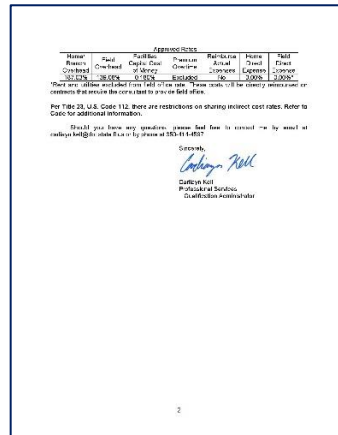 Approved Rates
Home/ Branch Overhead Field Overhead Facilities Capital Cost of Money Premium Overtime Reimburse Actual Expenses Home Direct Expense Field Direct Expense
Excluded No 0.00%
*Rent and utilities excluded from field office rate. These costs will be directly reimbursed on
contracts that require the consultant to provide field office.
Per Title 23, U.S. Code 112, there are restrictions on sharing indirect cost rates. Refer to
Code for additional information.
Should you have any questions, please feel free to contact me by email at
or by phone at
Sincerely,
Carliayn Kell
Professional Services
Qualification Administrator
2